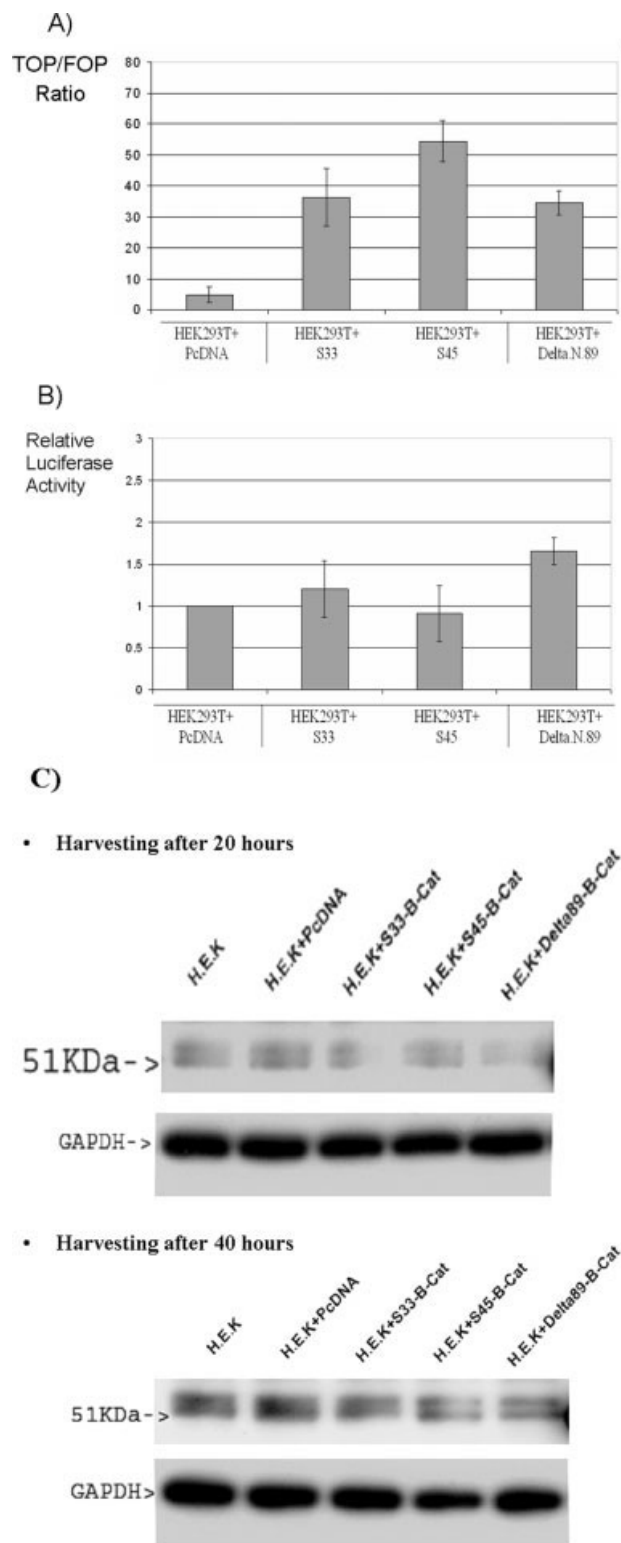 A)
TOP/FOP
Ratio
80
70
60
50
40
30
20
10
0
HEK293T+ PcDNA
HEK293T+ S33
HEK293T+ S45
HEK293T+ Delta.N.89
B)
Relative
Luciferase
Activity
3
2.5
2
1.5
1
0.5
0
HEK293T+ PcDNA
HEK293T+ S33
HEK293T+ S45
HEK293T+ Delta.N.89
C)
• Harvesting after 20 hours
H.E.K
H.E.K+PcDNA
H.E.K+S33-B-Cat
H.E.K+S45-B-Cat
H.E.K+Delta89-B-Cat
51KDa->
GAPDH->
• Harvesting after 40 hours
H.E.K
H.E.K+PcDNA
H.E.K+S33-B-Cat
H.E.K+S45-B-Cat
H.E.K+Delta89-B-Cat
51KDa->
GAPDH>